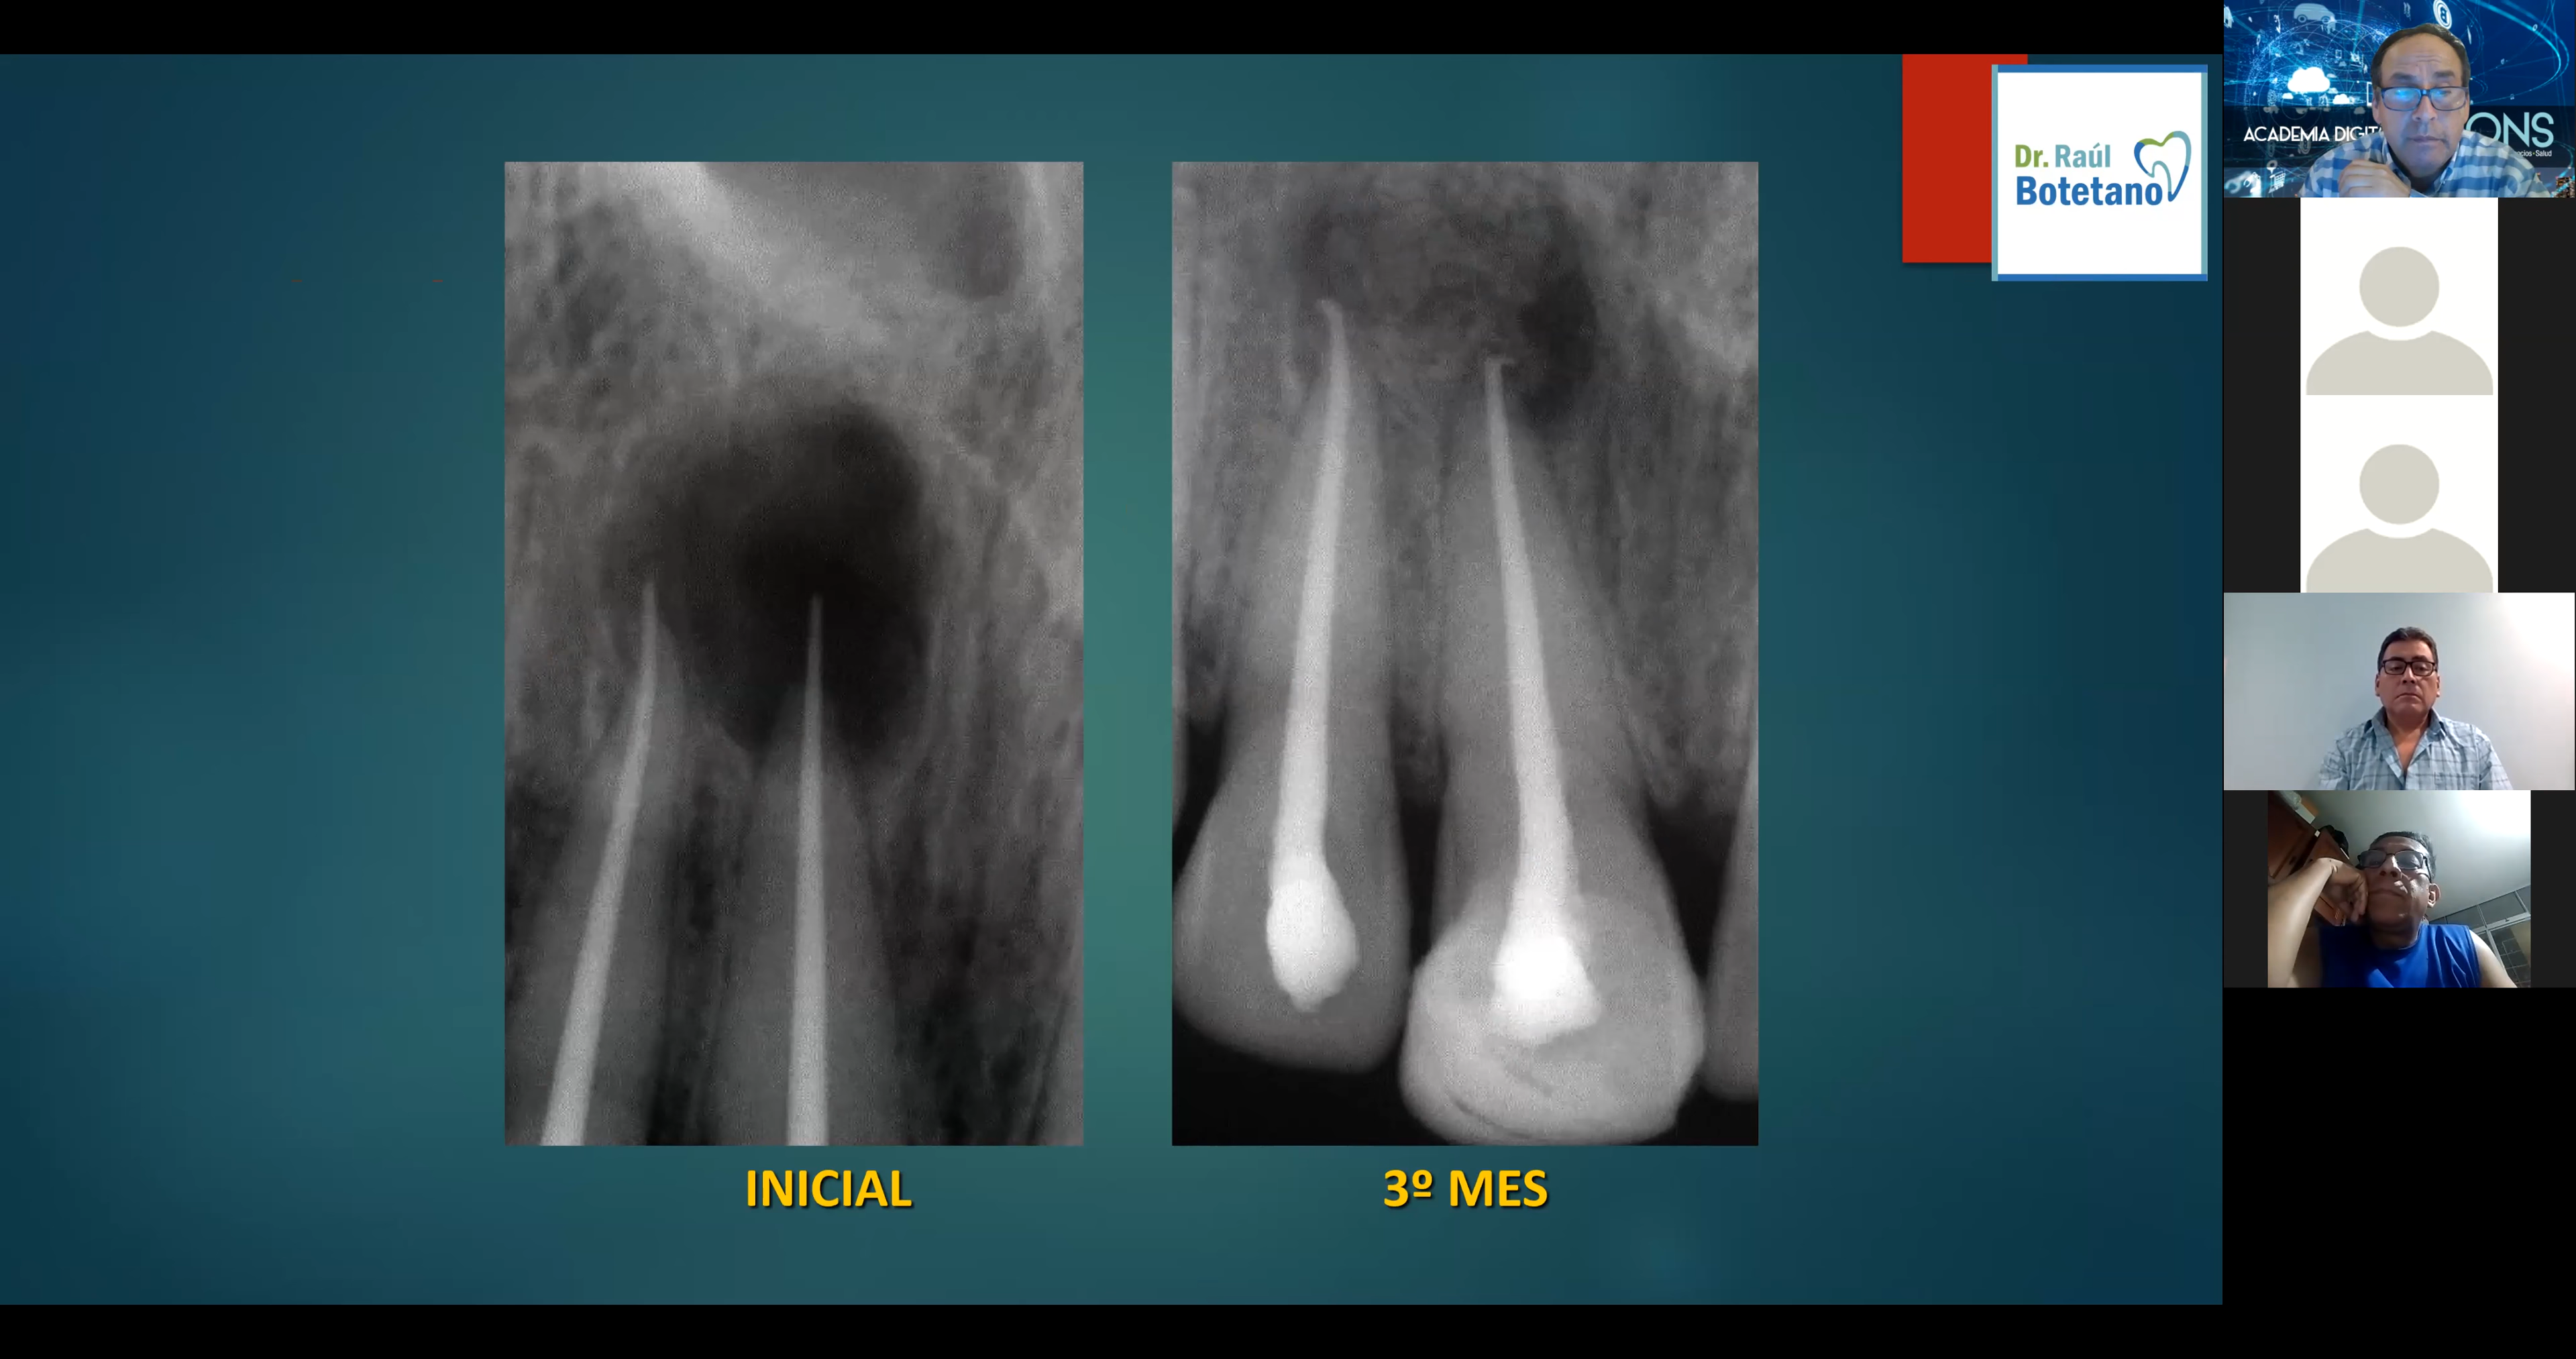 Dr. Raúl
Botetano
INICIAL
3º MES
ACADEMIA DIGIT
ONS